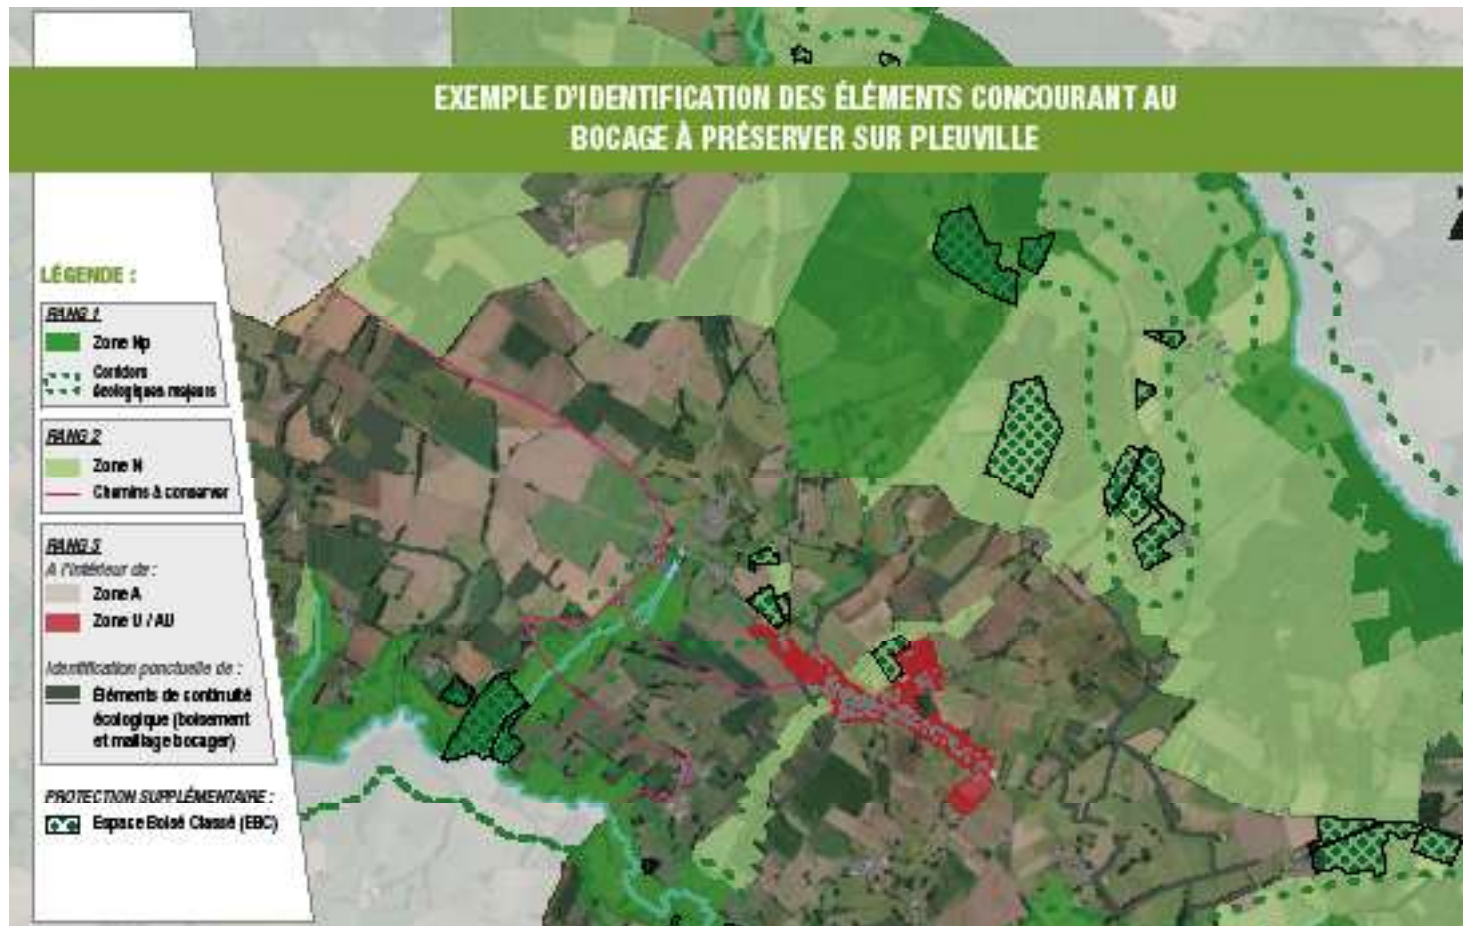 EXEMPLE D'IDENTIFICATION DES ÉLÉMENTS CONCOURANT AU
BOCAGE À PRÉSERVER SUR PLEUVILLE
LÉGENDE :
RANG 1
Zone Np
Corridors
écologiques majeurs
RANG 2
Zone N
Chemins à conserver
RANG 3
A l'intérieur de :
Zone A
Zone U / AU
Identification ponctuelle de :
Éléments de continuité
écologique (boisement
et maillage bocager)
PROTECTION SUPPLÉMENTAIRE :
Espace Boisé Classé (EBC)